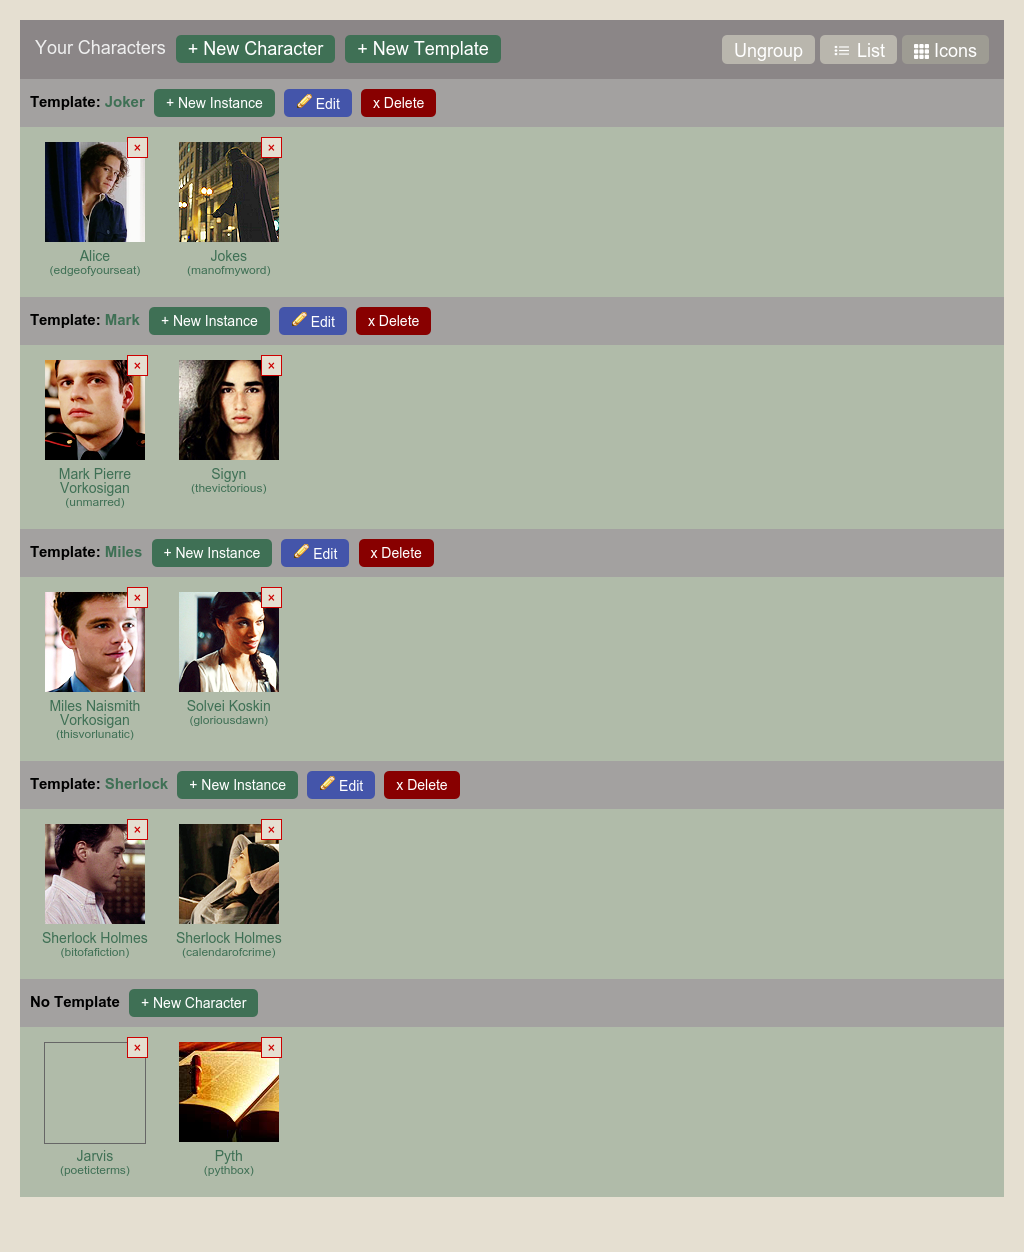 Your Characters + New Character + New Template Ungroup List Icons
Template: Joker + New Instance Edit x Delete
× ×
Alice Jokes
(edgeofyourseat) (manofmyword)
Template: Mark + New Instance Edit x Delete
× ×
Mark Pierre Sigyn
Vorkosigan (thevictorious)
(unmarred)
Template: Miles + New Instance Edit x Delete
× ×
Miles Naismith Solvei Koskin
Vorkosigan (gloriousdawn)
(thisvorlunatic)
Template: Sherlock + New Instance Edit x Delete
× ×
Sherlock Holmes Sherlock Holmes
(bitofafiction) (calendarofcrime)
No Template + New Character
× ×
Jarvis Pyth
(poeticterms) (pythbox)